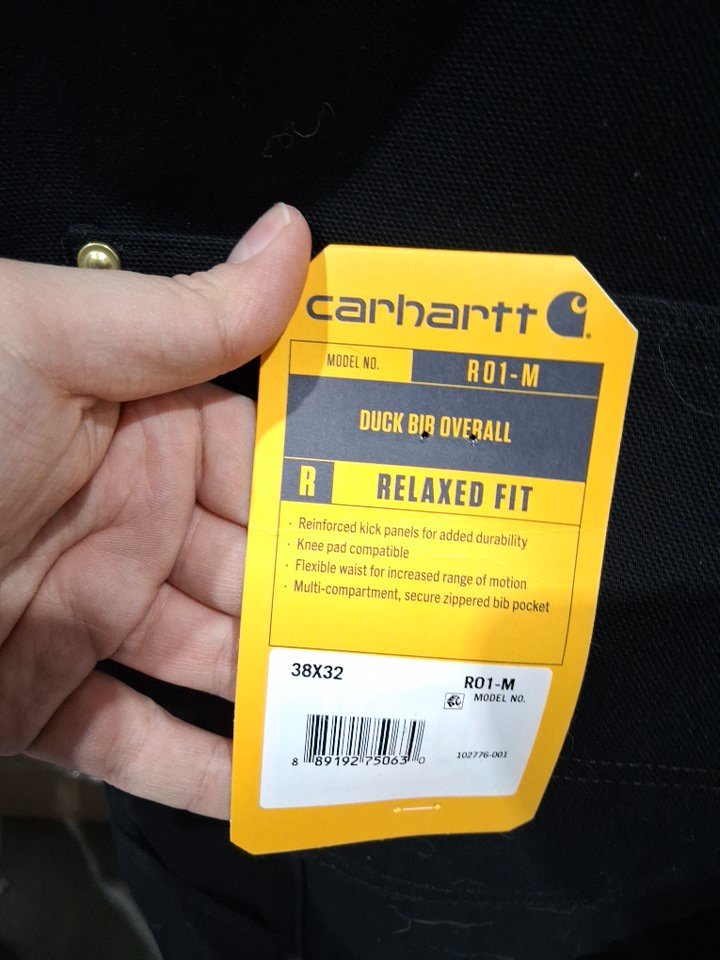 carhartt
MODEL NO. R01-M
DUCK BIB OVERALL
R RELAXED FIT
· Reinforced kick panels for added durability
· Knee pad compatible
· Flexible waist for increased range of motion
· Multi-compartment, secure zippered bib pocket
38X32 R01-M
MODEL NO.
8 89192 75063 0
102776-001